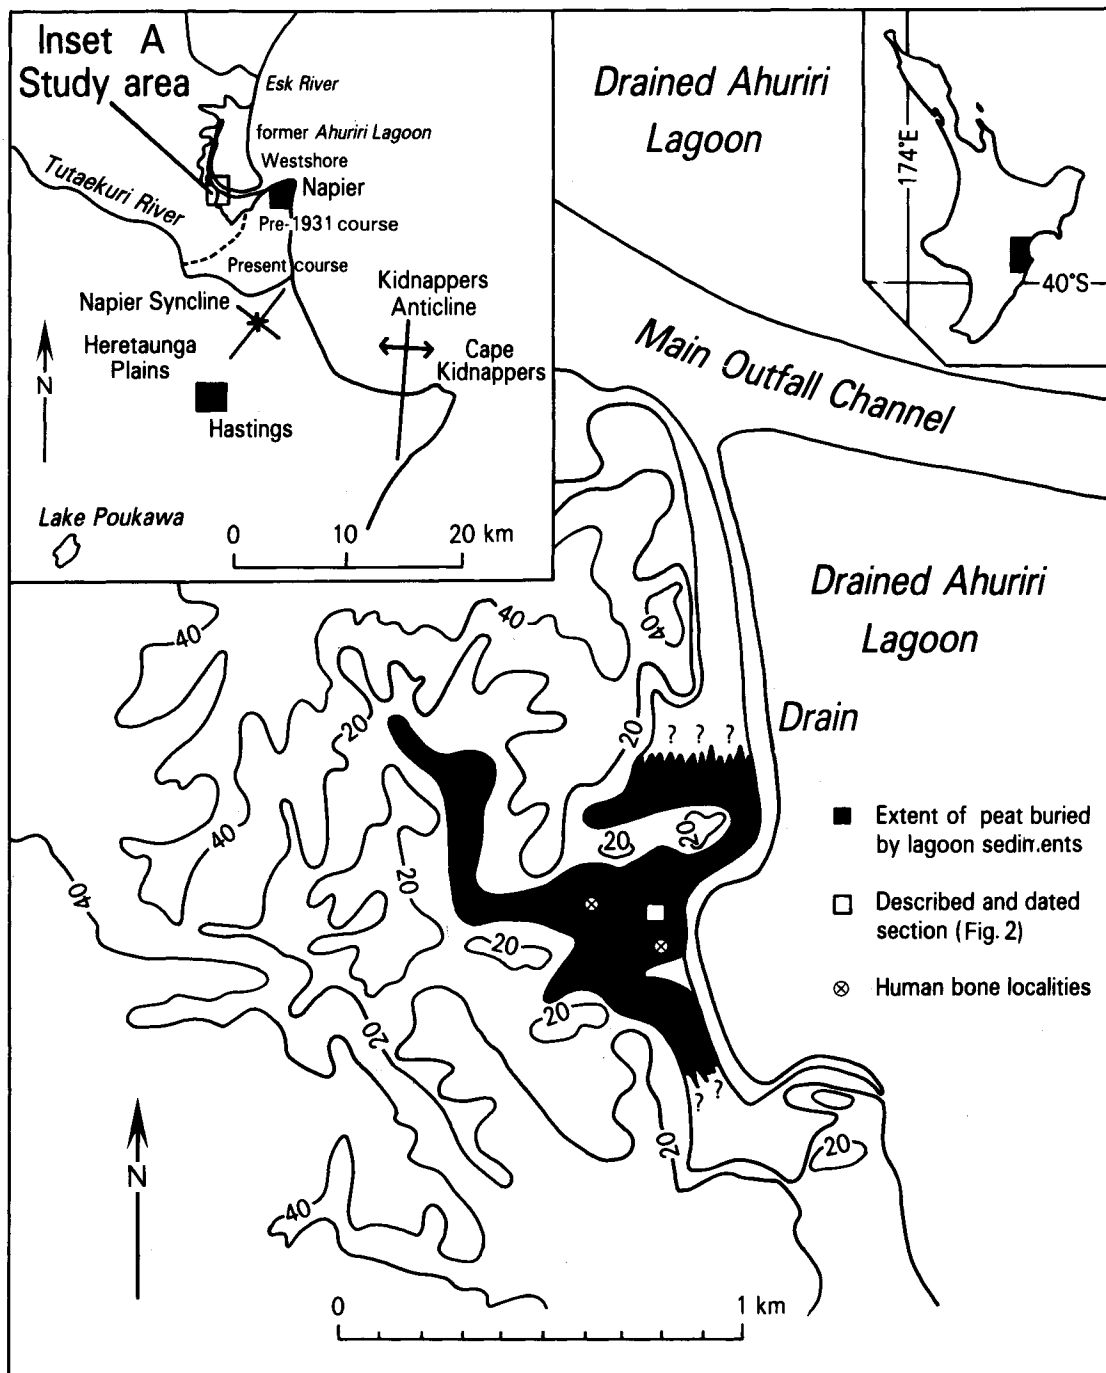 Inset A
Study area
Esk River
former Ahuriri Lagoon
Westshore
Napier
Tutaekuri River
Pre-1931 course
Present course
Napier Syncline
Kidnappers
Anticline
Heretaunga
Plains
Cape
Kidnappers
N
Hastings
Lake Poukawa
0 10 20 km
Drained Ahuriri
Lagoon
174°E
40°S
Main Outfall Channel
Drained Ahuriri
Lagoon
Drain
40
40
40
20
20
? ? ?
40
20
20
20
40
20
20
20
? ?
20
20
40
Extent of peat buried
by lagoon sediments
Described and dated
section (Fig. 2)
Human bone localities
N
0 1 km